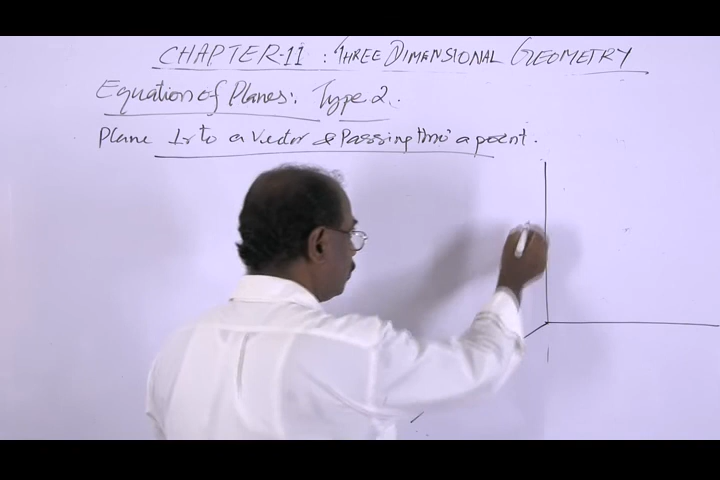 CHAPTER-11 : THREE DIMENSIONAL GEOMETRY
Equation of Planes: Type 2.
Plane ⊥r to a Vector & Passing thro' a point.